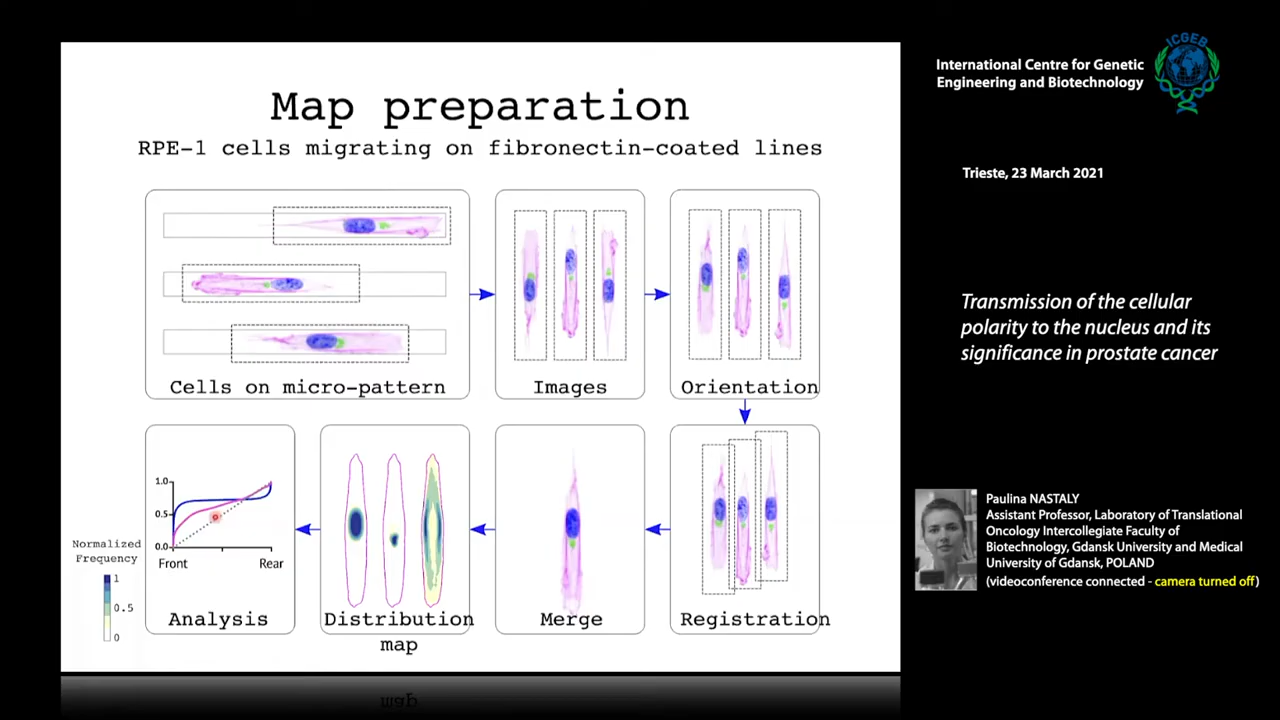 Map preparation
RPE-1 cells migrating on fibronectin-coated lines
Cells on micro-pattern
Images
Orientation
Registration
Merge
Distribution
map
Analysis
1.0
0.5
0.0
Front
Rear
Normalized
Frequency
1
0.5
0
International Centre for Genetic
Engineering and Biotechnology
ICGEB
Trieste, 23 March 2021
Transmission of the cellular
polarity to the nucleus and its
significance in prostate cancer
Paulina NASTALY
Assistant Professor, Laboratory of Translational
Oncology Intercollegiate Faculty of
Biotechnology, Gdansk University and Medical
University of Gdansk, POLAND
(videoconference connected - camera turned off)